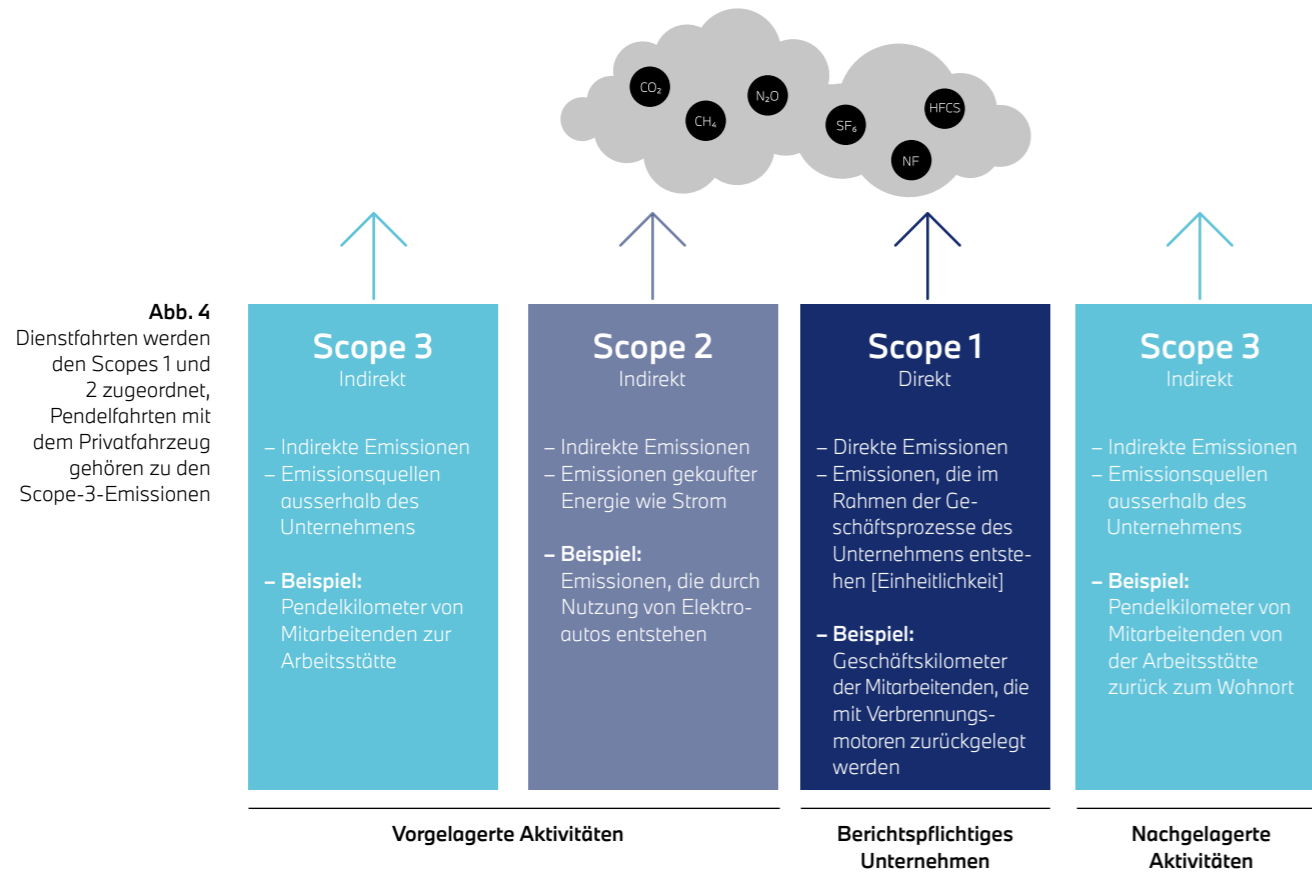 CO₂
CH₄
N₂O
SF₆
HFCS
NF
Abb. 4
Dienstfahrten werden
den Scopes 1 und
2 zugeordnet,
Pendelfahrten mit
dem Privatfahrzeug
gehören zu den
Scope-3-Emissionen
Scope 3
Indirekt
– Indirekte Emissionen
– Emissionsquellen
ausserhalb des
Unternehmens
– Beispiel:
Pendelkilometer von
Mitarbeitenden zur
Arbeitsstätte
Scope 2
Indirekt
– Indirekte Emissionen
– Emissionen gekaufter
Energie wie Strom
– Beispiel:
Emissionen, die durch
Nutzung von Elektro-
autos entstehen
Scope 1
Direkt
– Direkte Emissionen
– Emissionen, die im
Rahmen der Ge-
schäftsprozesse des
Unternehmens entste-
hen [Einheitlichkeit]
– Beispiel:
Geschäftskilometer
der Mitarbeitenden, die
mit Verbrennungs-
motoren zurückgelegt
werden
Scope 3
Indirekt
– Indirekte Emissionen
– Emissionsquellen
ausserhalb des
Unternehmens
– Beispiel:
Pendelkilometer von
Mitarbeitenden von
der Arbeitsstätte
zurück zum Wohnort
Vorgelagerte Aktivitäten
Berichtspflichtiges
Unternehmen
Nachgelagerte
Aktivitäten